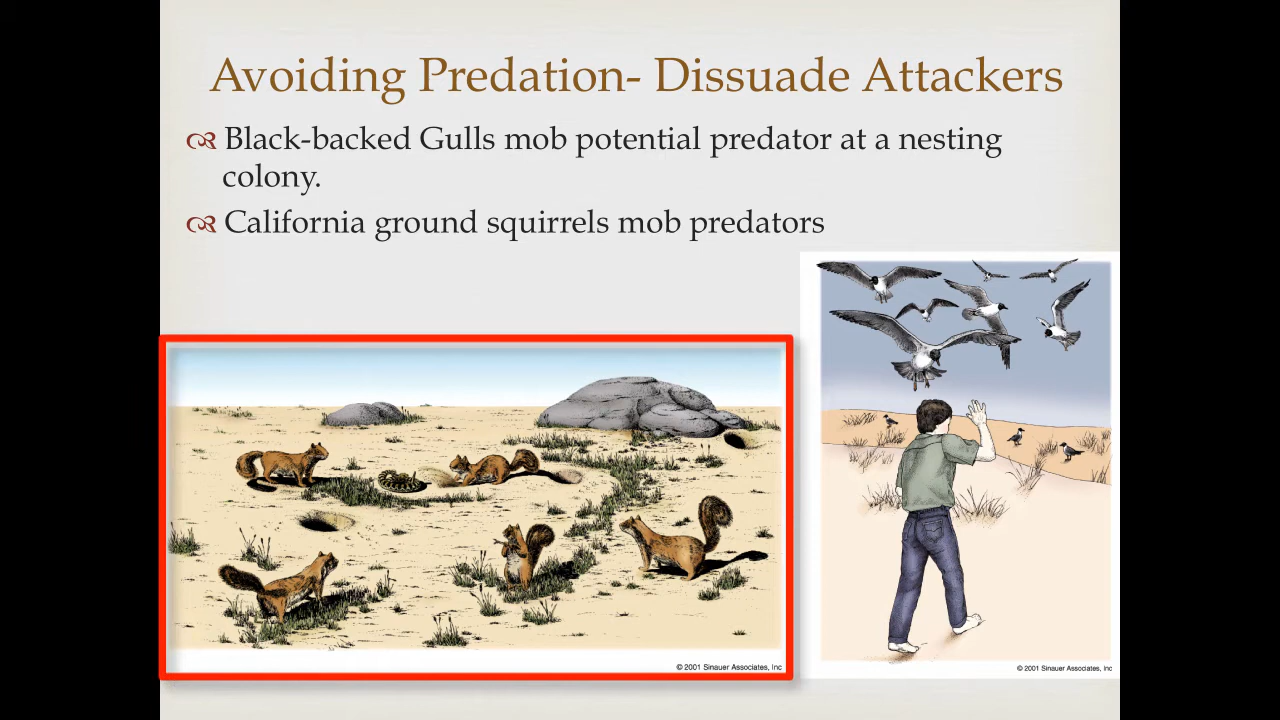 Avoiding Predation- Dissuade Attackers
Black-backed Gulls mob potential predator at a nesting
colony.
California ground squirrels mob predators
© 2001 Sinauer Associates, Inc
© 2001 Sinauer Associates, Inc